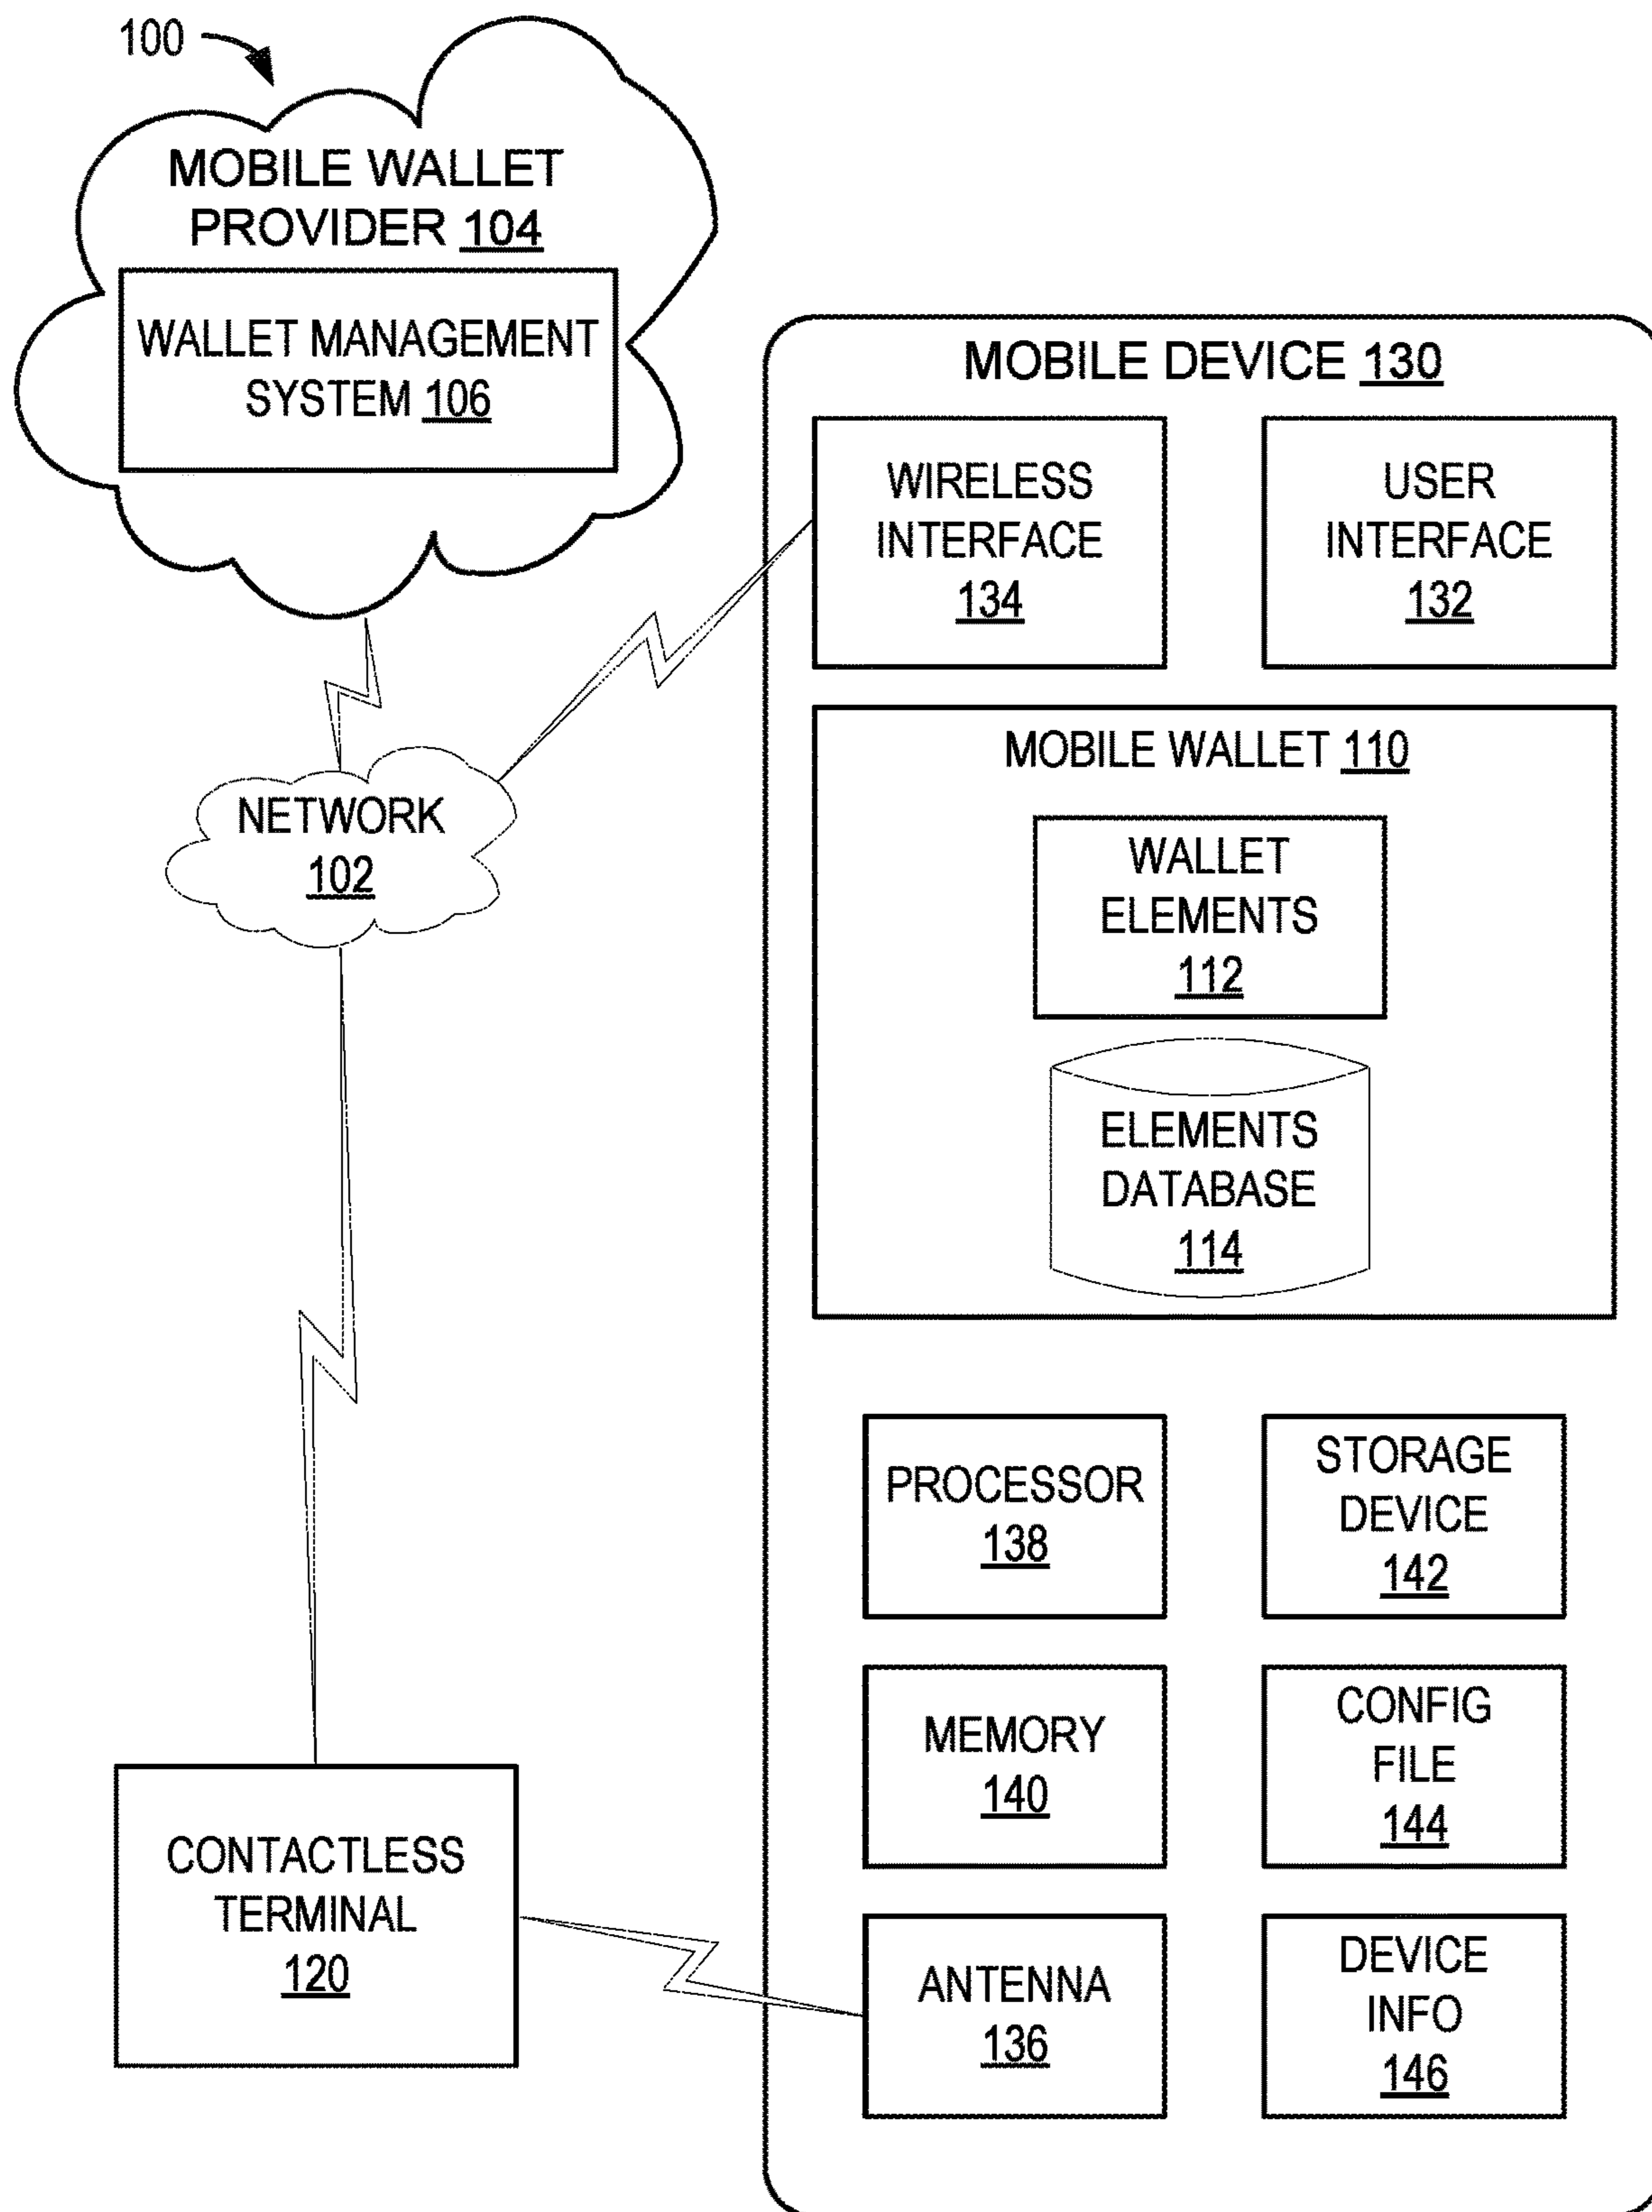 100
MOBILE WALLET
PROVIDER 104
WALLET MANAGEMENT
SYSTEM 106
MOBILE DEVICE 130
WIRELESS
INTERFACE
134
USER
INTERFACE
132
NETWORK
102
MOBILE WALLET 110
WALLET
ELEMENTS
112
ELEMENTS
DATABASE
114
PROCESSOR
138
STORAGE
DEVICE
142
MEMORY
140
CONFIG
FILE
144
CONTACTLESS
TERMINAL
120
ANTENNA
136
DEVICE
INFO
146